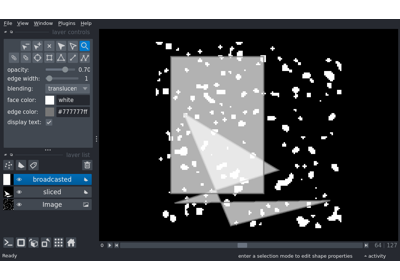 File View Window Plugins Help
layer controls
opacity: 0.70
edge width: 1
blending: translucen
face color: white
edge color: #777777ff
display text:
layer list
broadcasted
sliced
Image
0
64 127
Ready
enter a selection mode to edit shape properties
activity